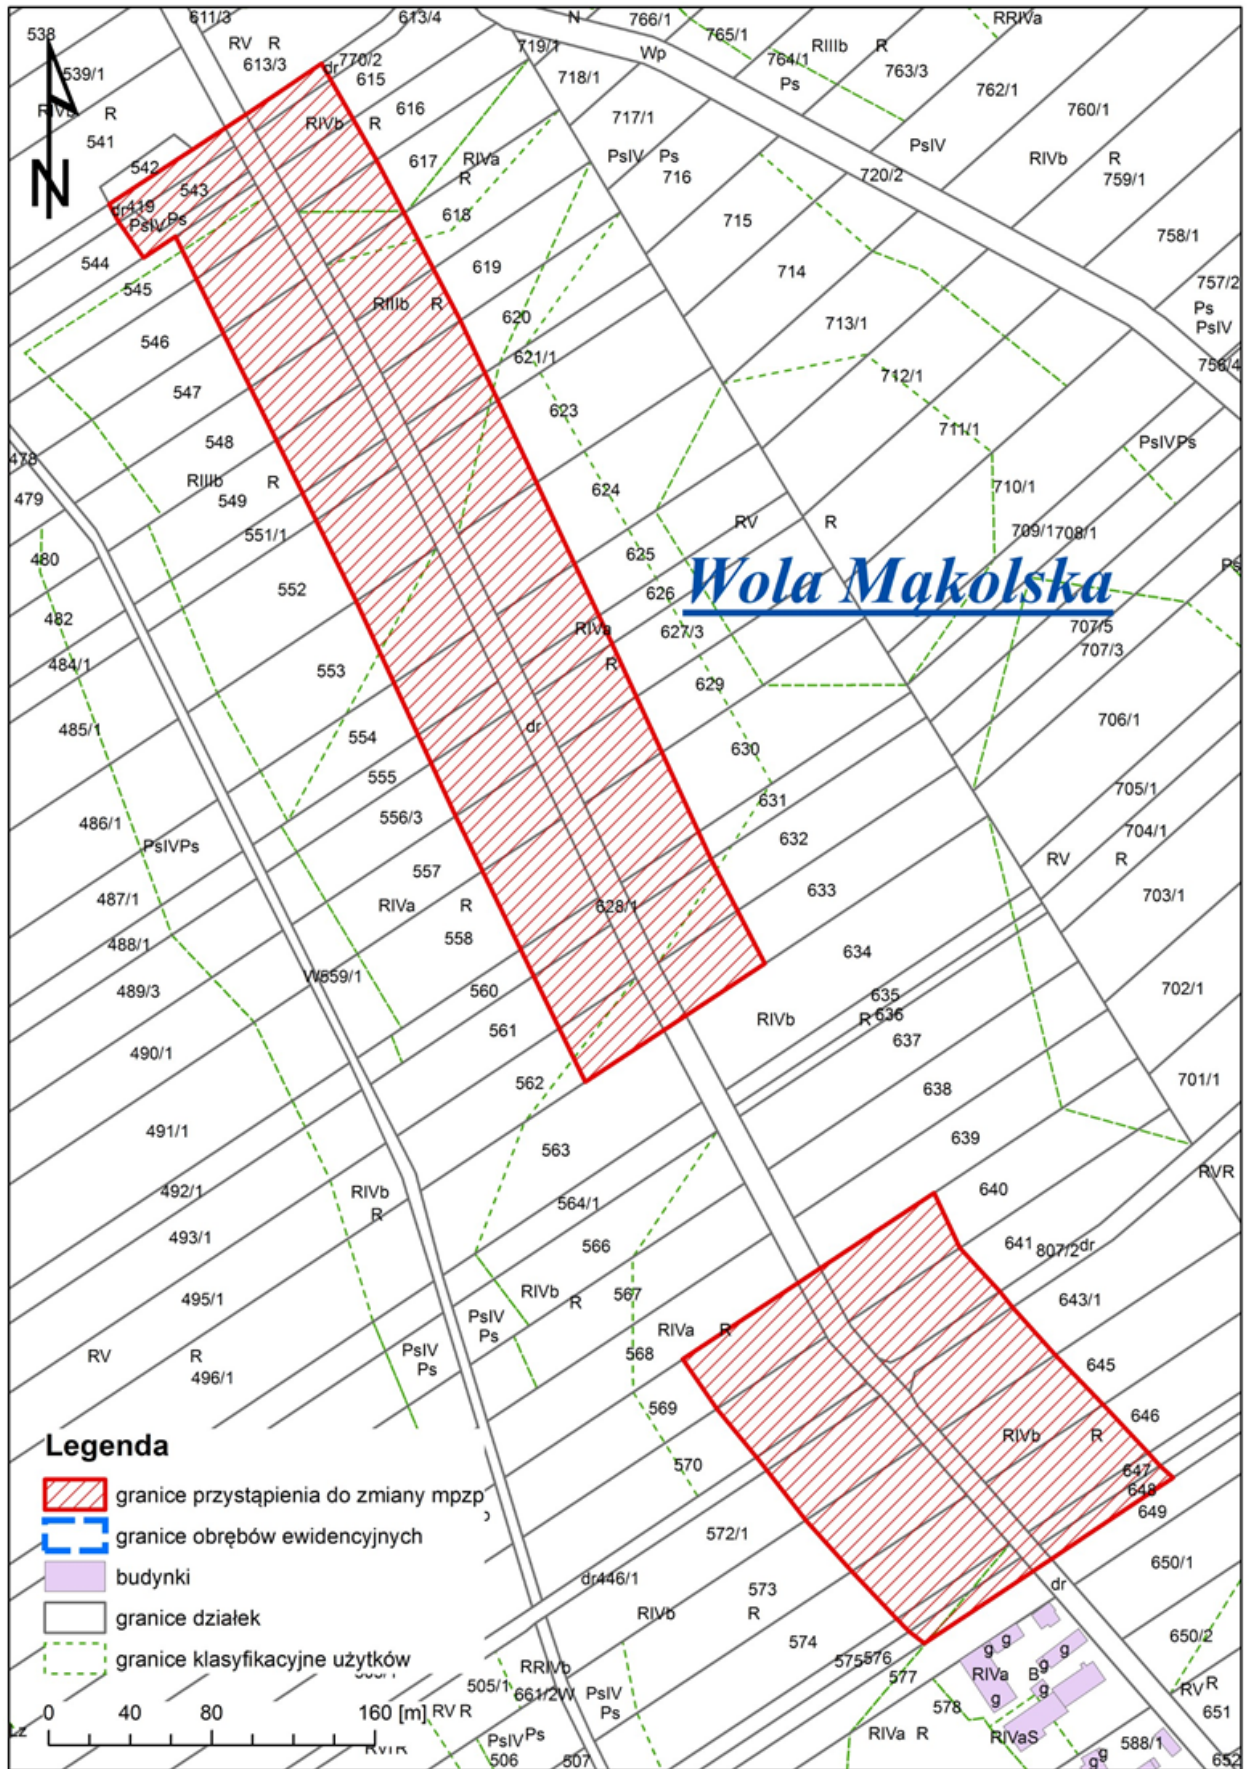 611/3 613/4 N 766/1 RRIVa
538 765/1
RV R 719/1 Wp 764/1 RIIIb R
613/3 dr 770/2 763/3
539/1 615 718/1 Ps 762/1
RIVb R 616 717/1 760/1
RIVb R
541 PsIV
542 617 RIVa PsIV Ps RIVb R
R 716 720/2 759/1
543
dr 419 618 715
PsIV Ps 758/1
544 619 714
545 757/2
RIIIb R 620 Ps
546 713/1 PsIV
621/1 756/4
547 712/1
623
548 711/1 PsIVPs
478
RIIIb R 624 710/1
479 549
551/1 RV R 709/1 708/1
480 625
552 626 Wola Mąkolska
482 RIVa 627/3 707/5
484/1 R 707/3
553 629
485/1 dr 706/1
554 630
555 631 705/1
486/1 556/3 632 704/1
PsIVPs RV R
557 633
487/1 RIVa R 628/1 703/1
488/1 558 634
W559/1
489/3 560 635 702/1
RIVb R 636
561 637
490/1
562 638 701/1
491/1 563 639
RVR
492/1 RIVb 564/1 640
R
493/1 566 641 807/2 dr
495/1 RIVb R 567 643/1
PsIV
Ps RIVa R
RV R PsIV 568 645
496/1 Ps
569 646
RIVb R
Legenda
570 647
648
granice przystąpienia do zmiany mpzp 649
572/1
granice obrębów ewidencyjnych
650/1
budynki dr446/1 573 dr
granice działek RIVb R
574 650/2
granice klasyfikacyjne użytków
575 576 g g g
RRIVb 577 RIVa B g
505/1 661/2W PsIV g g RV R
0 40 80 160 [m] RV R Ps 578 651
Lz PsIV Ps RIVa R RIVaS
506 507 588/1 652
g g